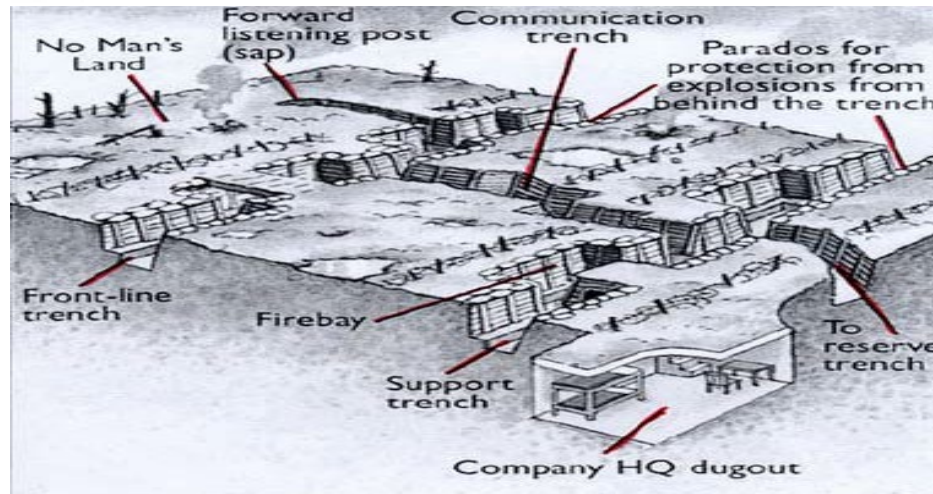 No Man's
Land
Forward
listening post
(sap)
Communication
trench
Parados for
protection from
explosions from
behind the trench
Front-line
trench
Firebay
Support
trench
To
reserve
trench
Company HQ dugout